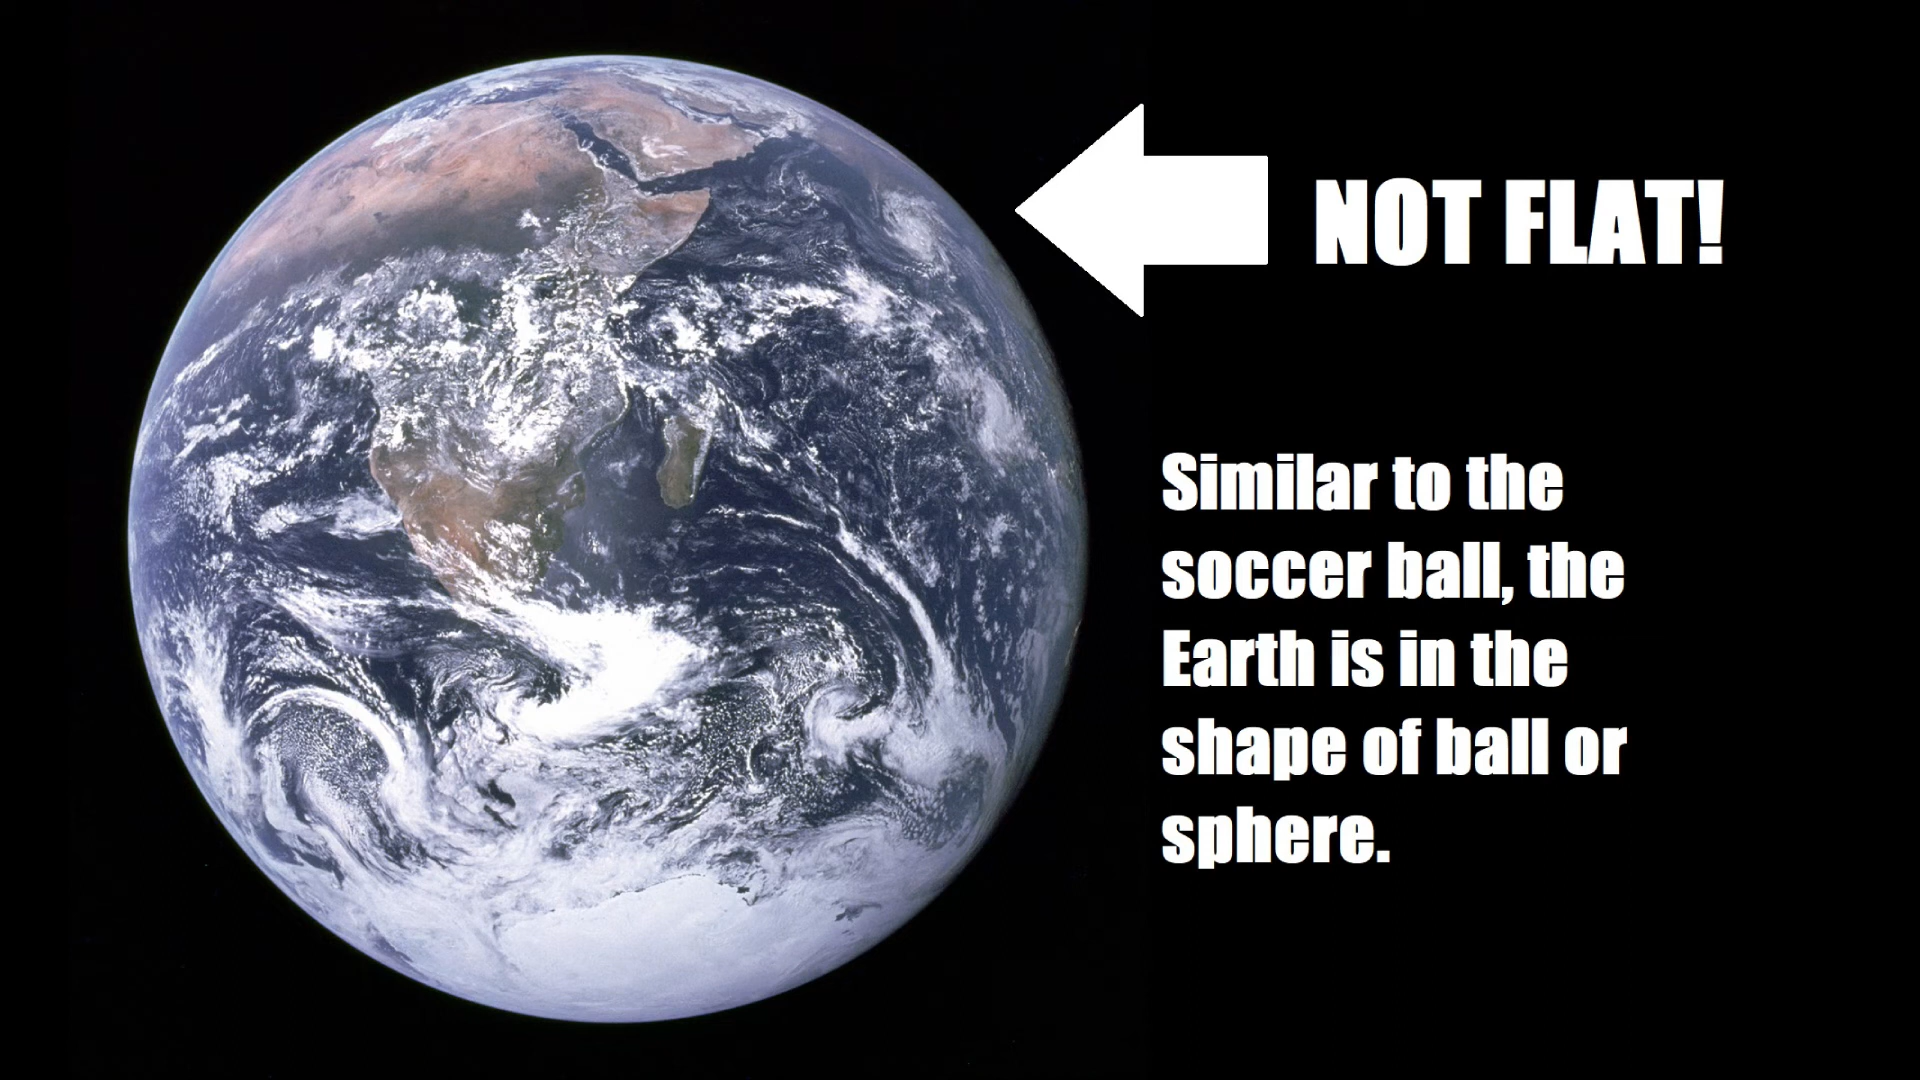 NOT FLAT!
Similar to the
soccer ball, the
Earth is in the
shape of ball or
sphere.